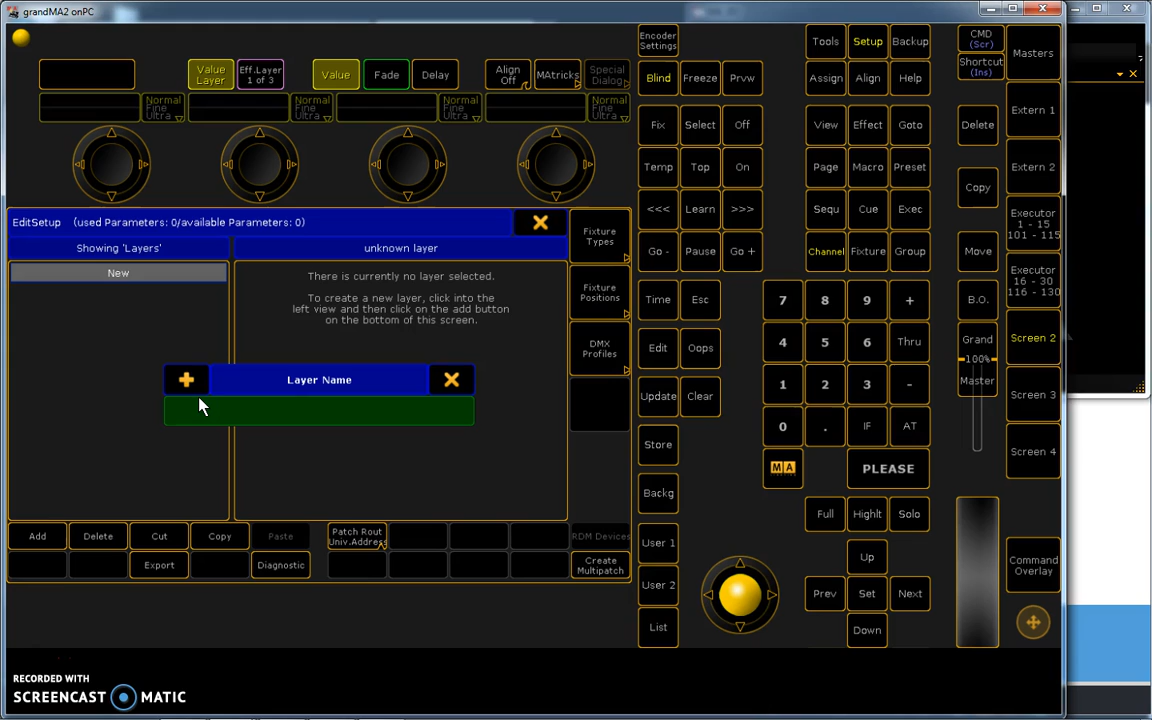 grandMA2 onPC
Encoder Settings
Tools Setup Backup
CMD (Scr)
Shortcut (Ins)
Masters
Value Layer
Eff.Layer 1 of 3
Value Fade Delay
Align Off
MAtricks
Special Dialog
Blind Freeze Prvw
Assign Align Help
Normal Fine Ultra
Normal Fine Ultra
Normal Fine Ultra
Normal Fine Ultra
Extern 1
Fix Select Off
View Effect Goto
Delete
Temp Top On
Page Macro Preset
Extern 2
Copy
<<< Learn >>>
Sequ Cue Exec
Executor 1 - 15 101 - 115
EditSetup (used Parameters: 0/available Parameters: 0)
Fixture Types
Showing 'Layers'
unknown layer
Go - Pause Go +
Channel Fixture Group
Move
New
There is currently no layer selected.
To create a new layer, click into the
left view and then click on the add button
on the bottom of this screen.
Fixture Positions
Executor 16 - 30 116 - 130
Time Esc
7 8 9 +
B.O.
DMX Profiles
Edit Oops
4 5 6 Thru
Grand
100%
Master
Screen 2
Layer Name
1 2 3 -
Update Clear
Screen 3
0 . IF AT
Store
Screen 4
MA
PLEASE
Backg
Full Highlt Solo
Add Delete Cut Copy Paste
Patch Rout Univ.Address
RDM Devices
User 1
Export
Diagnostic
Create Multipatch
Up
Command Overlay
User 2
Prev Set Next
List
Down
RECORDED WITH
SCREENCAST MATIC